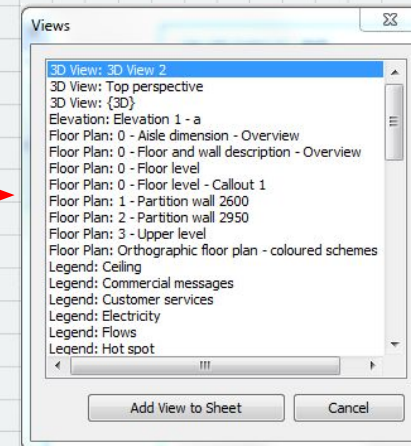 Views
3D View: 3D View 2
3D View: Top perspective
3D View: {3D}
Elevation: Elevation 1 - a
Floor Plan: 0 - Aisle dimension - Overview
Floor Plan: 0 - Floor and wall description - Overview
Floor Plan: 0 - Floor level
Floor Plan: 0 - Floor level - Callout 1
Floor Plan: 1 - Partition wall 2600
Floor Plan: 2 - Partition wall 2950
Floor Plan: 3 - Upper level
Floor Plan: Orthographic floor plan - coloured schemes
Legend: Ceiling
Legend: Commercial messages
Legend: Customer services
Legend: Electricity
Legend: Flows
Legend: Hot spot
Add View to Sheet
Cancel